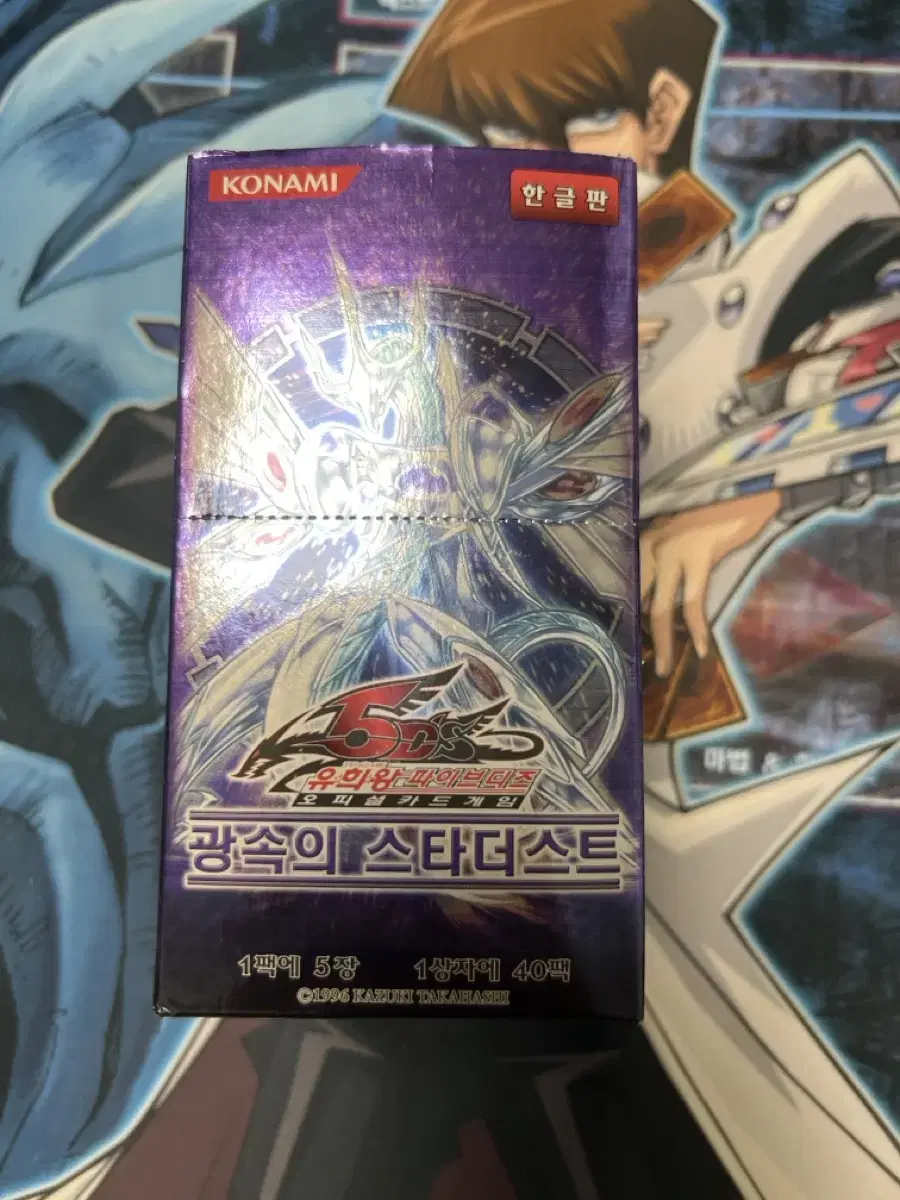 KONAMI
한글판
5D's
유희왕 파이브디즈
오피셜카드게임
광속의 스타더스트
1팩에 5장 1상자에 40팩
©1996 KAZUKI TAKAHASHI
마법 &